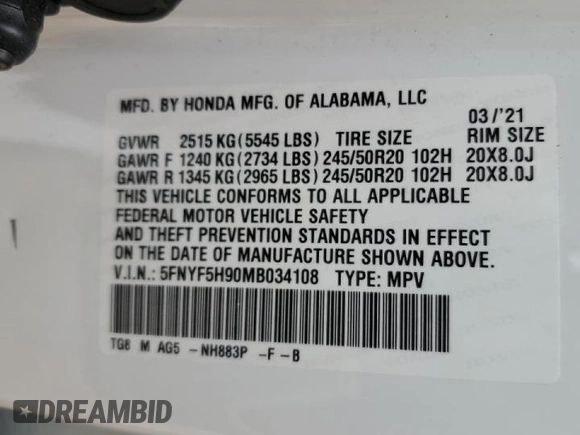 MFD. BY HONDA MFG. OF ALABAMA, LLC
03/'21
GVWR 2515 KG (5545 LBS) TIRE SIZE RIM SIZE
GAWR F 1240 KG (2734 LBS) 245/50R20 102H 20X8.0J
GAWR R 1345 KG (2965 LBS) 245/50R20 102H 20X8.0J
THIS VEHICLE CONFORMS TO ALL APPLICABLE
FEDERAL MOTOR VEHICLE SAFETY
AND THEFT PREVENTION STANDARDS IN EFFECT
ON THE DATE OF MANUFACTURE SHOWN ABOVE.
V.I.N.: 5FNYF5H90MB034108 TYPE: MPV
TG8 M AG5 -NH883P -F -B
DREAMBID